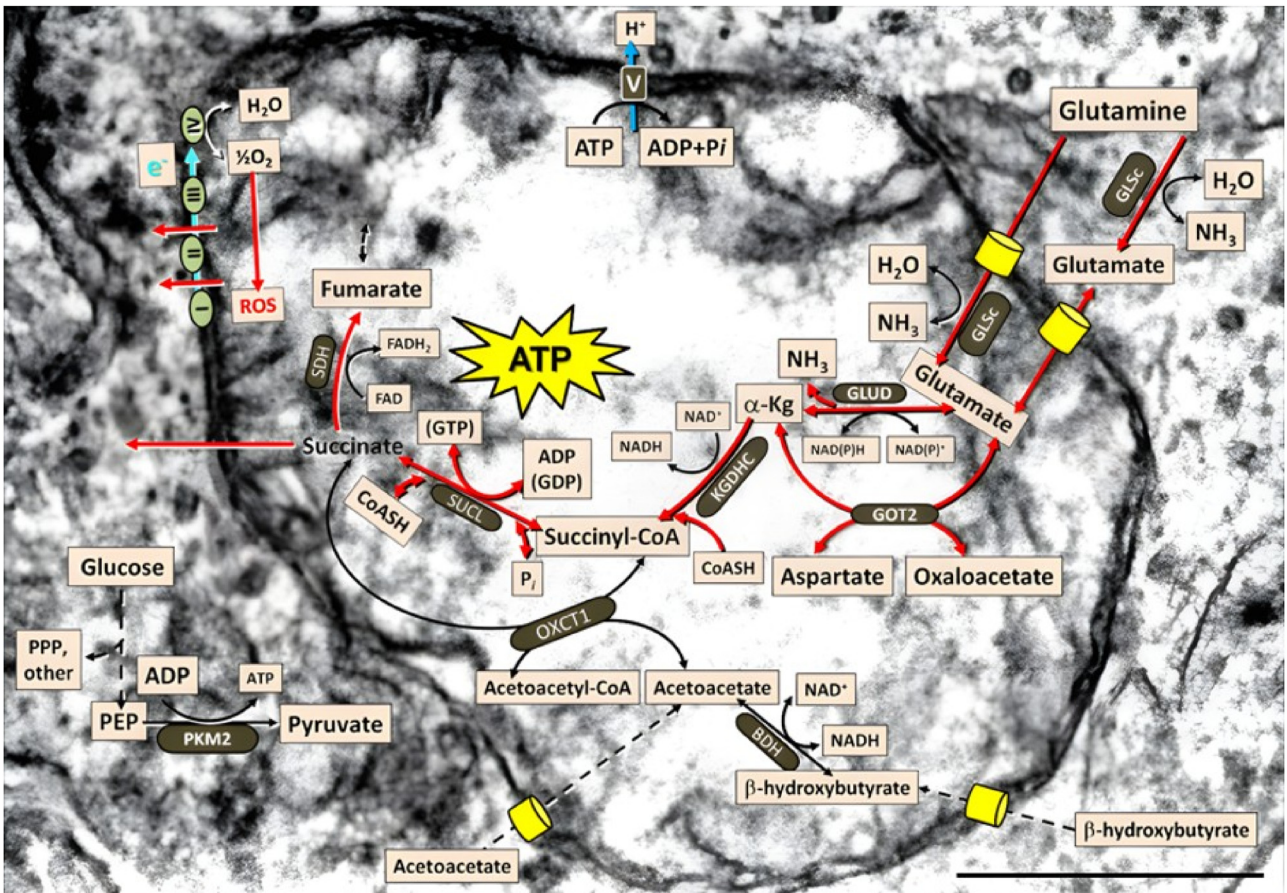 H⁺
V
ATP
ADP+Pi
IV
H₂O
½O₂
e⁻
III
II
I
ROS
Glutamine
GLSc
H₂O
NH₃
Glutamate
H₂O
NH₃
GLSc
Glutamate
Fumarate
SDH
FADH₂
FAD
ATP
NH₃
GLUD
α-Kg
NAD⁺
NADH
NAD(P)H
NAD(P)⁺
KGDHC
(GTP)
Succinate
ADP
(GDP)
CoASH
SUCL
Succinyl-CoA
Pi
CoASH
GOT2
Aspartate
Oxaloacetate
Glucose
PPP,
other
ADP
ATP
PEP
Pyruvate
PKM2
OXCT1
Acetoacetyl-CoA
Acetoacetate
NAD⁺
BDH
NADH
β-hydroxybutyrate
β-hydroxybutyrate
Acetoacetate